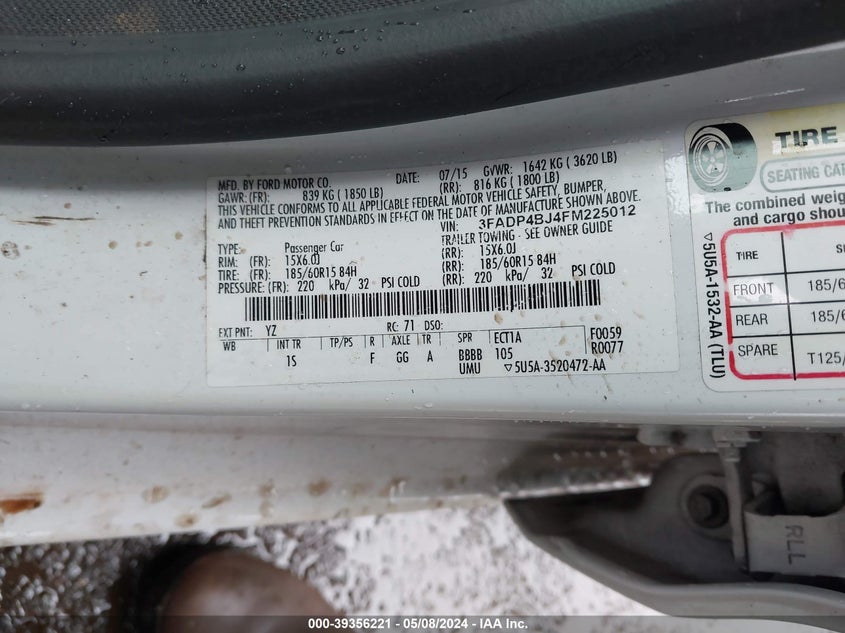 MFD. BY FORD MOTOR CO. DATE: 07/15 GVWR: 1642 KG ( 3620 LB)
GAWR: (FR): 839 KG ( 1850 LB) (RR): 816 KG ( 1800 LB)
THIS VEHICLE CONFORMS TO ALL APPLICABLE FEDERAL MOTOR VEHICLE SAFETY, BUMPER,
AND THEFT PREVENTION STANDARDS IN EFFECT ON THE DATE OF MANUFACTURE SHOWN ABOVE.
VIN: 3FADP4BJ4FM225012
TYPE: Passenger Car TRAILER TOWING - SEE OWNER GUIDE
RIM: (FR): 15X6.0J (RR): 15X6.0J
TIRE: (FR): 185/60R15 84H (RR): 185/60R15 84H
PRESSURE: (FR): 220 kPa/ 32 PSI COLD (RR): 220 kPa/ 32 PSI COLD
EXT PNT: YZ RC: 71 DSO:
WB INT TR TP/PS R AXLE TR SPR ECT1A F0059
1S F GG A BBBB 105 R0077
UMU ▽5U5A-3520472-AA
TIRE
SEATING CA
The combined weig
and cargo shou
▽5U5A-1532-AA (TLU)
TIRE
FRONT 185/6
REAR 185/6
SPARE T125/
RLL
000-39356221 - 05/08/2024 - IAA Inc.